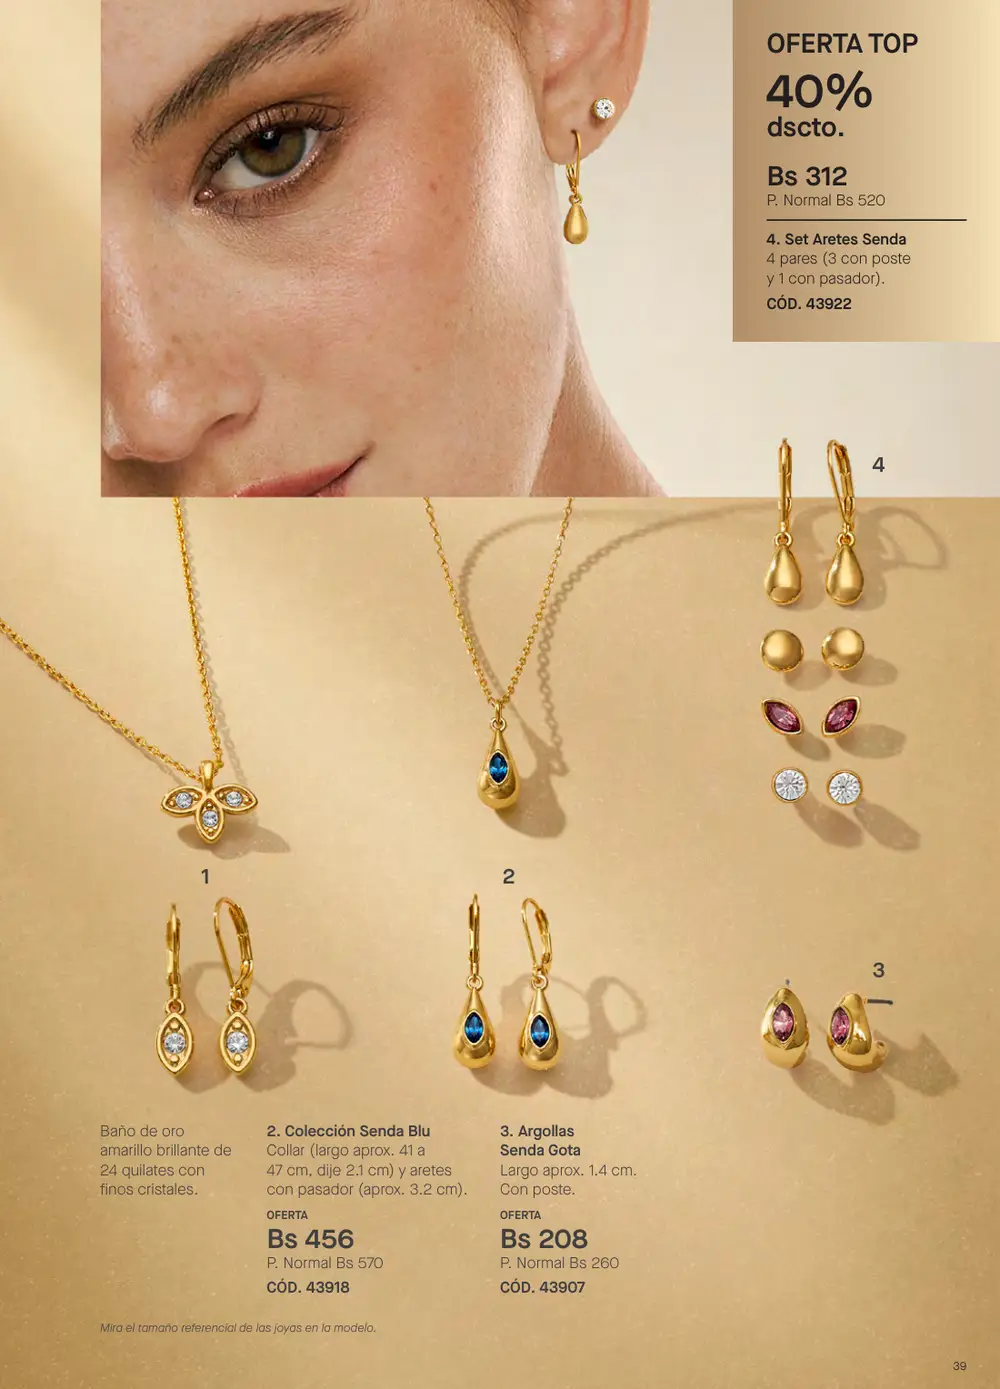 OFERTA TOP
40%
dscto.
Bs 312
P. Normal Bs 520
4. Set Aretes Senda
4 pares (3 con poste
y 1 con pasador).
CÓD. 43922
4
1
2
3
Baño de oro
amarillo brillante de
24 quilates con
finos cristales.
2. Colección Senda Blu
Collar (largo aprox. 41 a
47 cm, dije 2.1 cm) y aretes
con pasador (aprox. 3.2 cm).
OFERTA
Bs 456
P. Normal Bs 570
CÓD. 43918
3. Argollas
Senda Gota
Largo aprox. 1.4 cm.
Con poste.
OFERTA
Bs 208
P. Normal Bs 260
CÓD. 43907
Mira el tamaño referencial de las joyas en la modelo.
39